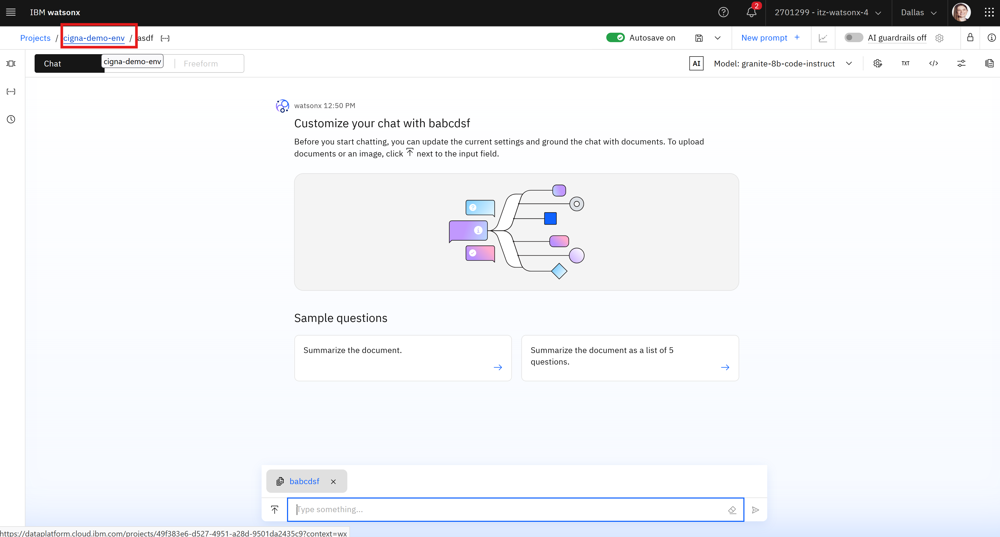 IBM watsonx
2
2701299 - itz-watsonx-4
Dallas
Projects / cigna-demo-env / asdf
Autosave on
New prompt +
AI guardrails off
Chat
cigna-demo-env
Freeform
AI
Model: granite-8b-code-instruct
TXT
</>
watsonx 12:50 PM
Customize your chat with babcdsf
Before you start chatting, you can update the current settings and ground the chat with documents. To upload
documents or an image, click next to the input field.
Sample questions
Summarize the document.
Summarize the document as a list of 5
questions.
babcdsf
Type something...
https://dataplatform.cloud.ibm.com/projects/49f383e6-d527-4951-a28d-9501da2435c9?context=wx